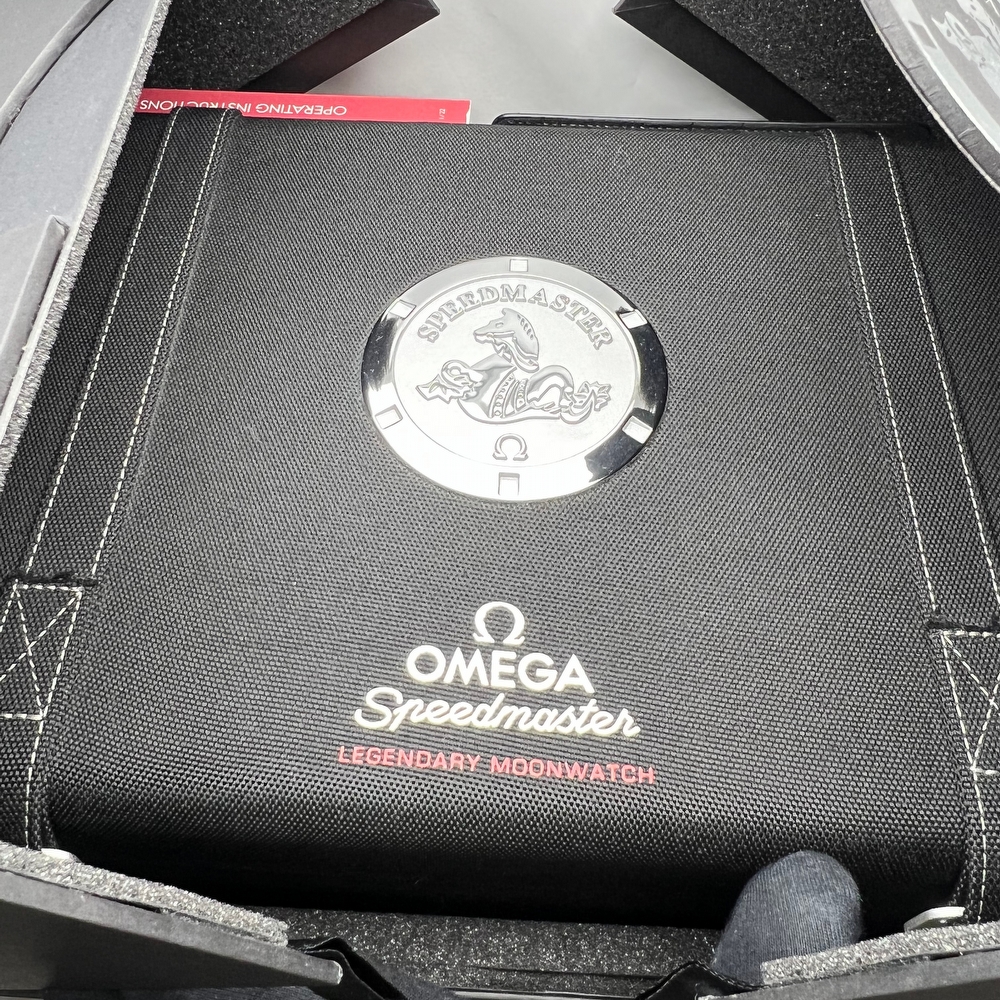 OPERATING INSTRUCTIONS
SPEEDMASTER
Ω
Ω
OMEGA
Speedmaster
LEGENDARY MOONWATCH